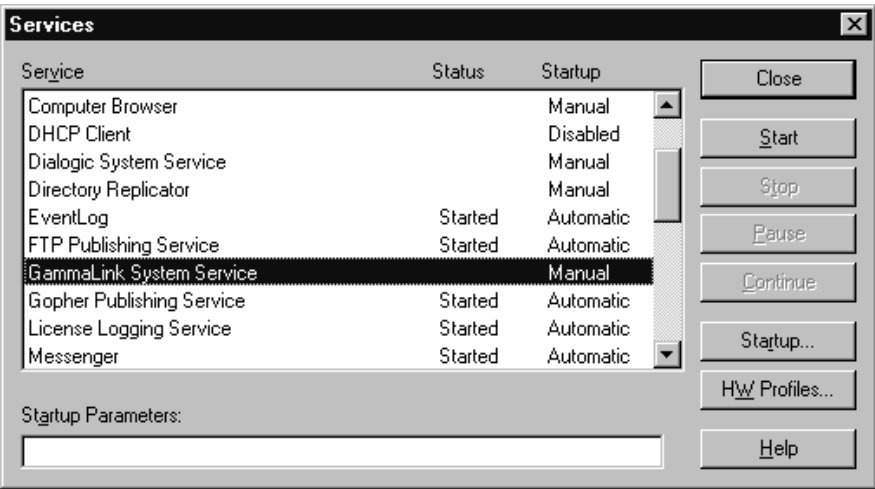 Services
Service Status Startup
Computer Browser Manual
DHCP Client Disabled
Dialogic System Service Manual
Directory Replicator Manual
EventLog Started Automatic
FTP Publishing Service Started Automatic
GammaLink System Service Manual
Gopher Publishing Service Started Automatic
License Logging Service Started Automatic
Messenger Started Automatic
Startup Parameters:
Close
Start
Stop
Pause
Continue
Startup...
HW Profiles...
Help